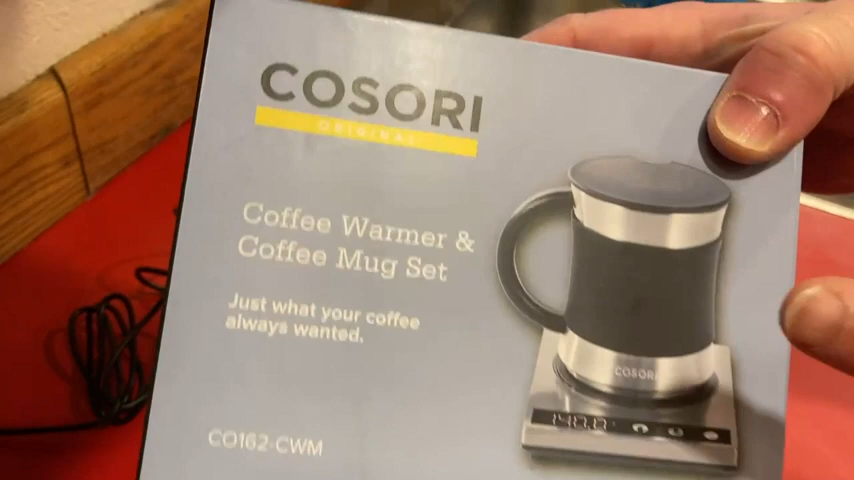 COSORI
ORIGINAL
Coffee Warmer &
Coffee Mug Set
Just what your coffee
always wanted.
COSORI
CO162-CWM